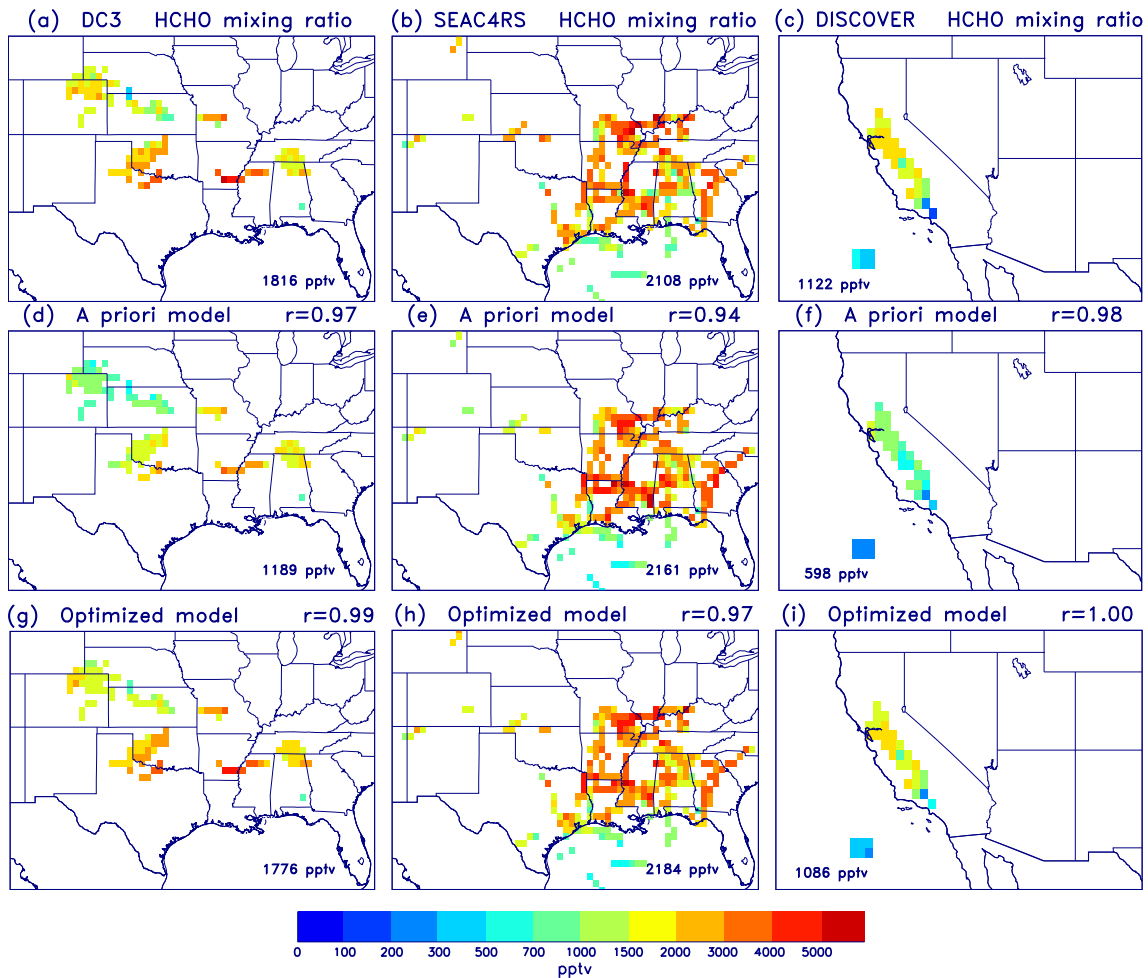 (a) DC3 HCHO mixing ratio
(b) SEAC4RS HCHO mixing ratio
(c) DISCOVER HCHO mixing ratio
1816 pptv
2108 pptv
1122 pptv
(d) A priori model r=0.97
(e) A priori model r=0.94
(f) A priori model r=0.98
1189 pptv
2161 pptv
598 pptv
(g) Optimized model r=0.99
(h) Optimized model r=0.97
(i) Optimized model r=1.00
1776 pptv
2184 pptv
1086 pptv
0 100 200 300 500 700 1000 1500 2000 3000 4000 5000
pptv